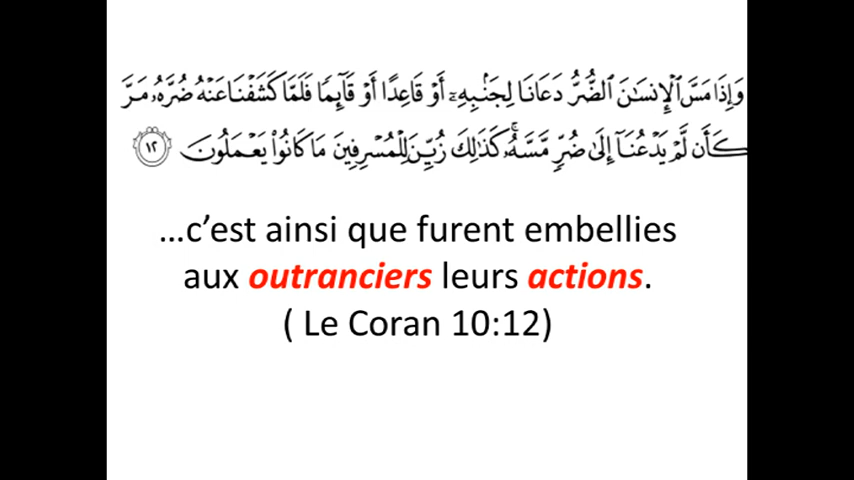 وَإِذَا مَسَّ ٱلْإِنسَٰنَ ٱلضُّرُّ دَعَانَا لِجَنۢبِهِۦٓ أَوْ قَاعِدًا أَوْ قَآئِمًا فَلَمَّا كَشَفْنَا عَنْهُ ضُرَّهُۥ مَرَّ
كَأَن لَّمْ يَدْعُنَآ إِلَىٰ ضُرٍّ مَّسَّهُۥ ۚ كَذَٰلِكَ زُيِّنَ لِلْمُسْرِفِينَ مَا كَانُوا۟ يَعْمَلُونَ ١٢
...c’est ainsi que furent embellies
aux outranciers leurs actions.
( Le Coran 10:12)